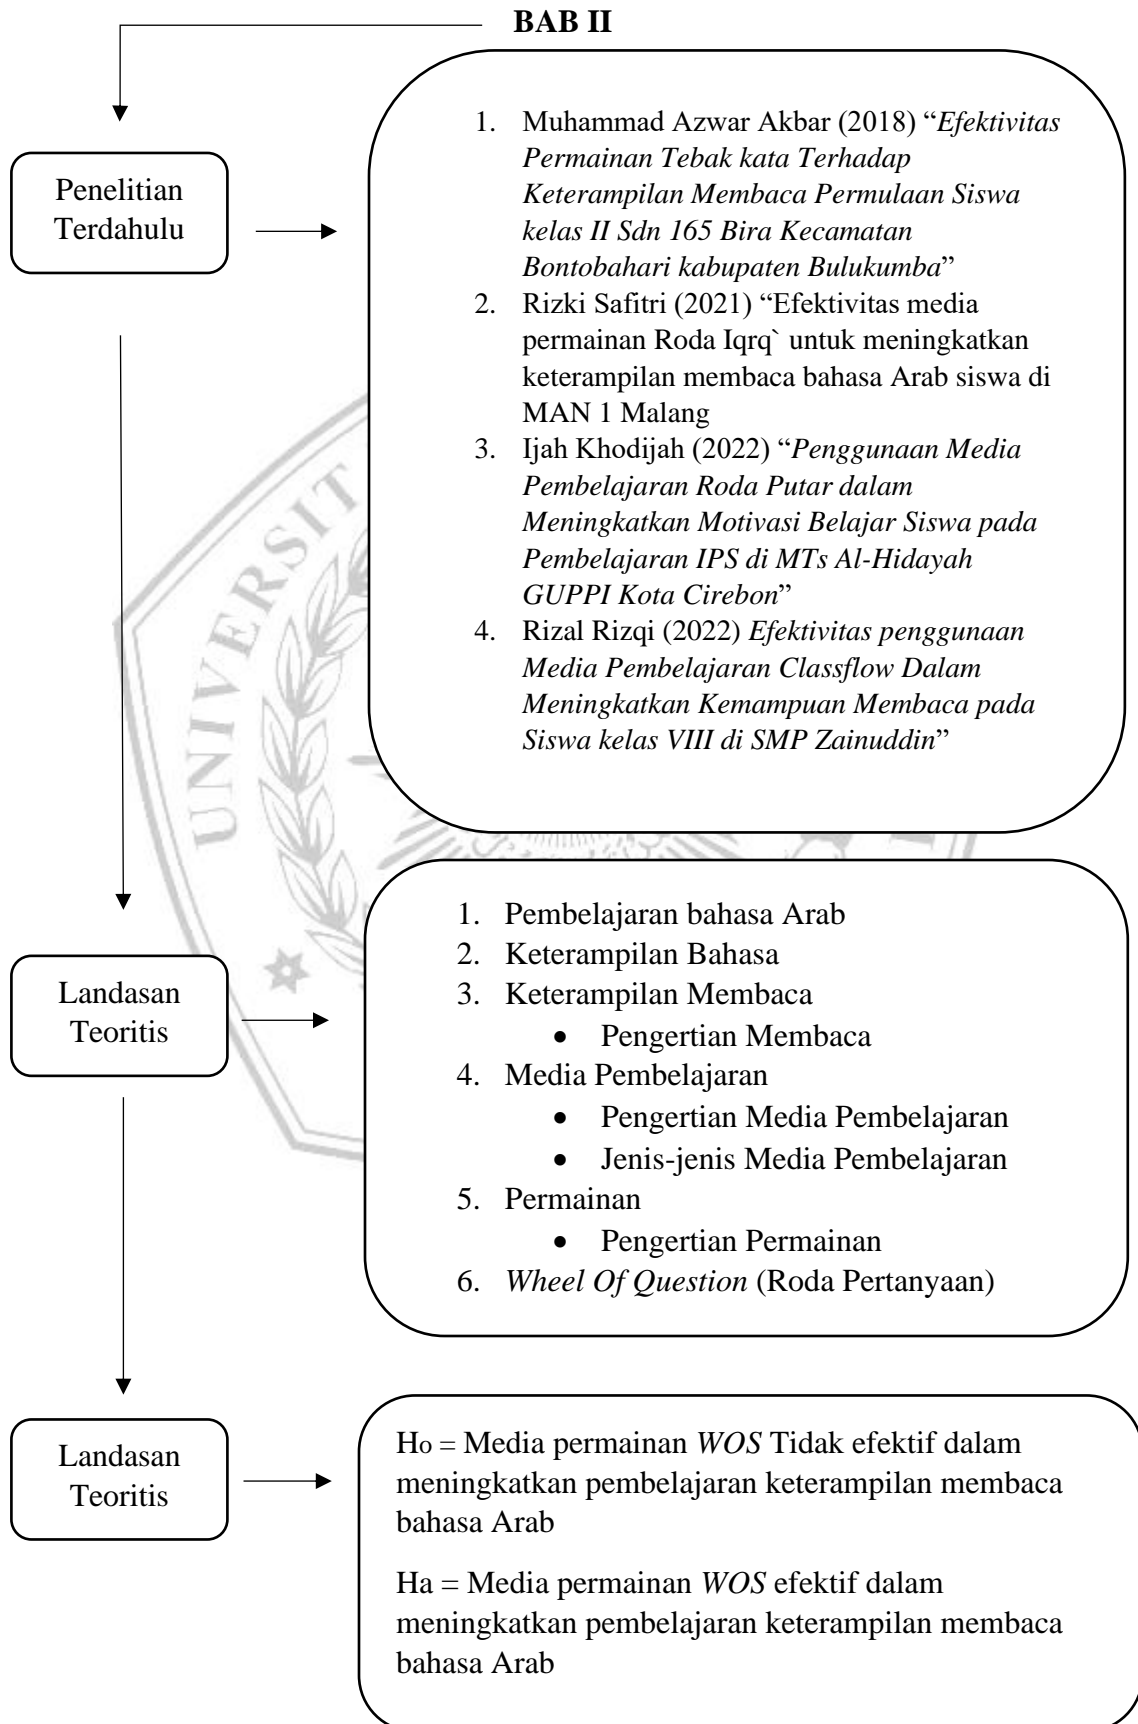 BAB II
Penelitian
Terdahulu
1. Muhammad Azwar Akbar (2018) “Efektivitas
Permainan Tebak kata Terhadap
Keterampilan Membaca Permulaan Siswa
kelas II Sdn 165 Bira Kecamatan
Bontobahari kabupaten Bulukumba”
2. Rizki Safitri (2021) “Efektivitas media
permainan Roda Iqrq` untuk meningkatkan
keterampilan membaca bahasa Arab siswa di
MAN 1 Malang
3. Ijah Khodijah (2022) “Penggunaan Media
Pembelajaran Roda Putar dalam
Meningkatkan Motivasi Belajar Siswa pada
Pembelajaran IPS di MTs Al-Hidayah
GUPPI Kota Cirebon”
4. Rizal Rizqi (2022) Efektivitas penggunaan
Media Pembelajaran Classflow Dalam
Meningkatkan Kemampuan Membaca pada
Siswa kelas VIII di SMP Zainuddin”
UNIVERSIT
Landasan
Teoritis
1. Pembelajaran bahasa Arab
2. Keterampilan Bahasa
3. Keterampilan Membaca
• Pengertian Membaca
4. Media Pembelajaran
• Pengertian Media Pembelajaran
• Jenis-jenis Media Pembelajaran
5. Permainan
• Pengertian Permainan
6. Wheel Of Question (Roda Pertanyaan)
Landasan
Teoritis
Ho = Media permainan WOS Tidak efektif dalam
meningkatkan pembelajaran keterampilan membaca
bahasa Arab
Ha = Media permainan WOS efektif dalam
meningkatkan pembelajaran keterampilan membaca
bahasa Arab